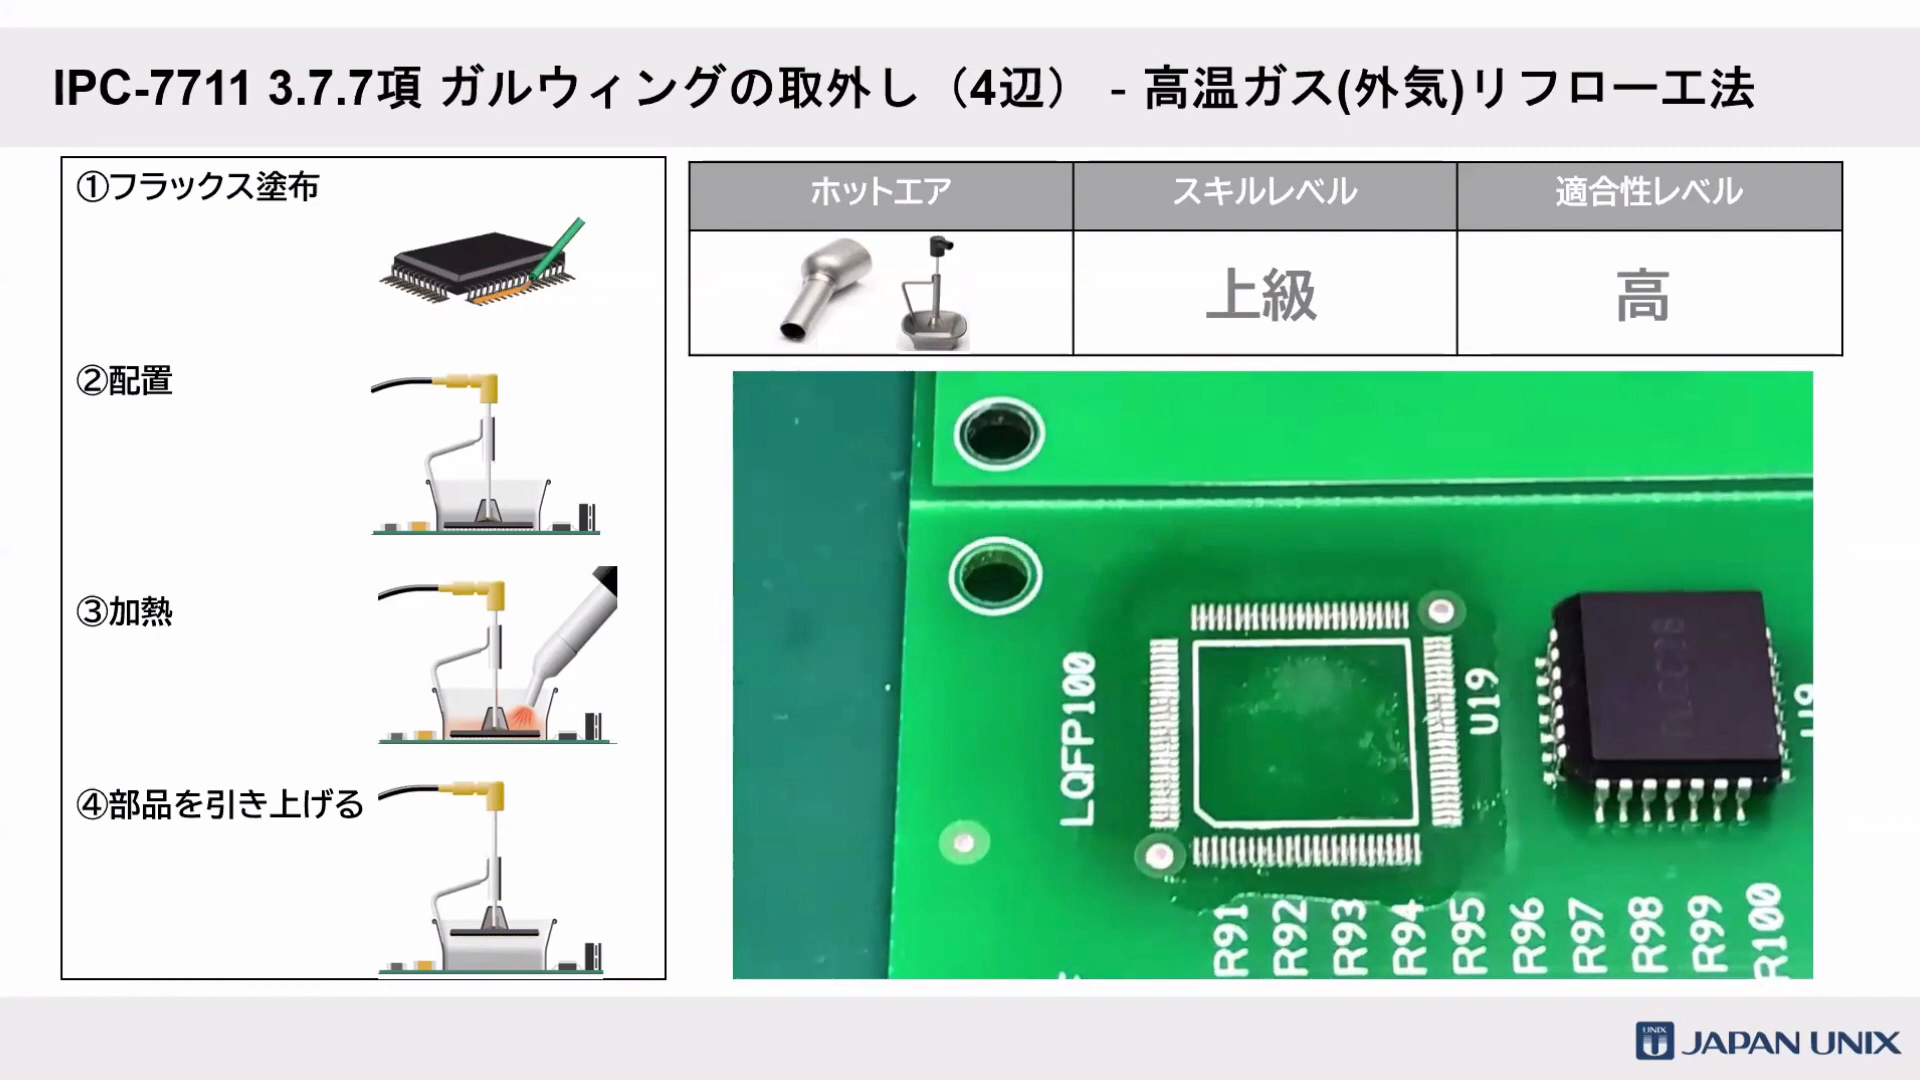 IPC-7711 3.7.7項 ガルウィングの取外し（4辺） - 高温ガス(外気)リフロー工法
①フラックス塗布
②配置
③加熱
④部品を引き上げる
ホットエア
スキルレベル
適合性レベル
上級
高
LQFP100
U19
U9
R91
R92
R93
R94
R95
R96
R97
R98
R99
R100
UNIX
JAPAN UNIX